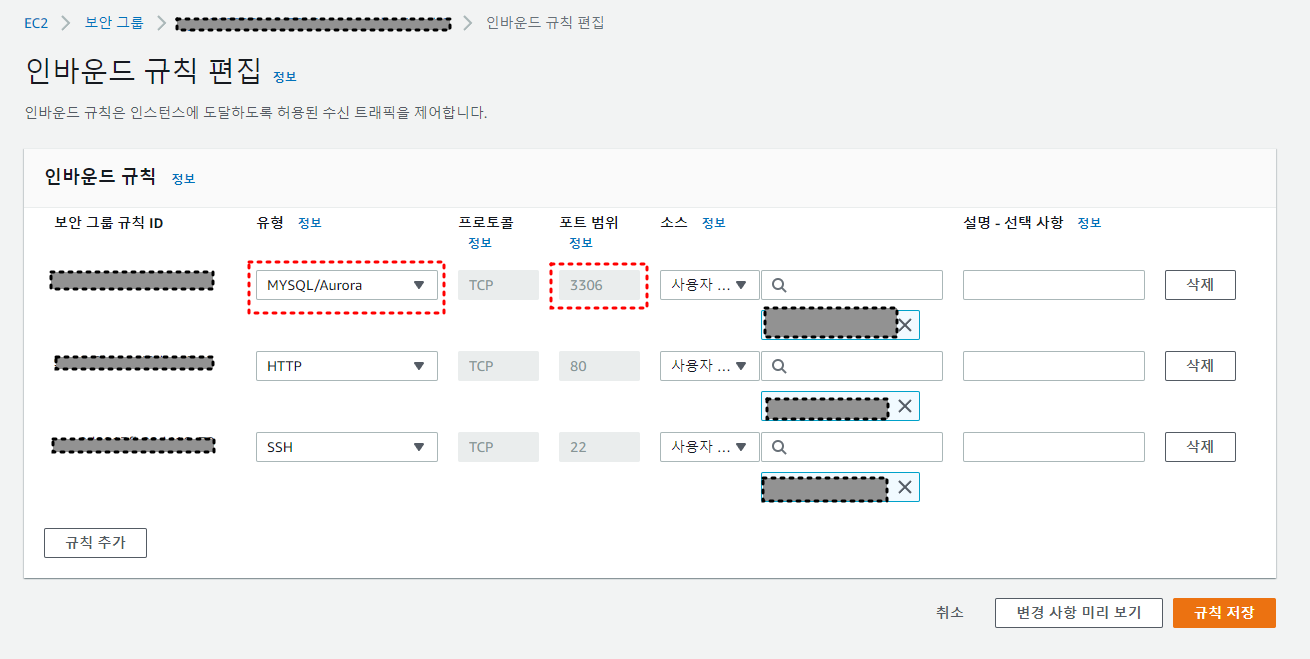 EC2 > 보안 그룹 > > 인바운드 규칙 편집
인바운드 규칙 편집 정보
인바운드 규칙은 인스턴스에 도달하도록 허용된 수신 트래픽을 제어합니다.
인바운드 규칙 정보
보안 그룹 규칙 ID 유형 정보 프로토콜 포트 범위 소스 정보 설명 - 선택 사항 정보
정보 정보
MYSQL/Aurora TCP 3306 사용자 ... 삭제
HTTP TCP 80 사용자 ... 삭제
SSH TCP 22 사용자 ... 삭제
규칙 추가
취소 변경 사항 미리 보기 규칙 저장